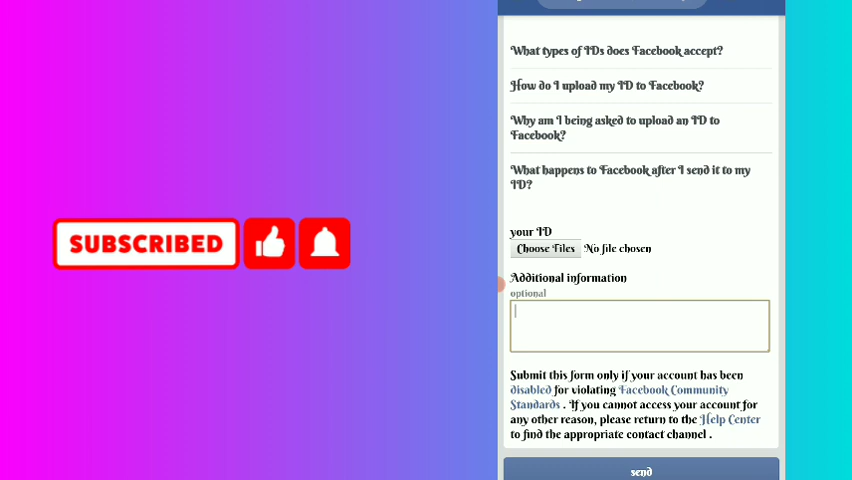 SUBSCRIBED
What types of IDs does Facebook accept?
How do I upload my ID to Facebook?
Why am I being asked to upload an ID to
Facebook?
What happens to Facebook after I send it to my
ID?
your ID
Choose Files No file chosen
Additional information
optional
Submit this form only if your account has been
disabled for violating Facebook Community
Standards . If you cannot access your account for
any other reason, please return to the Help Center
to find the appropriate contact channel .
send